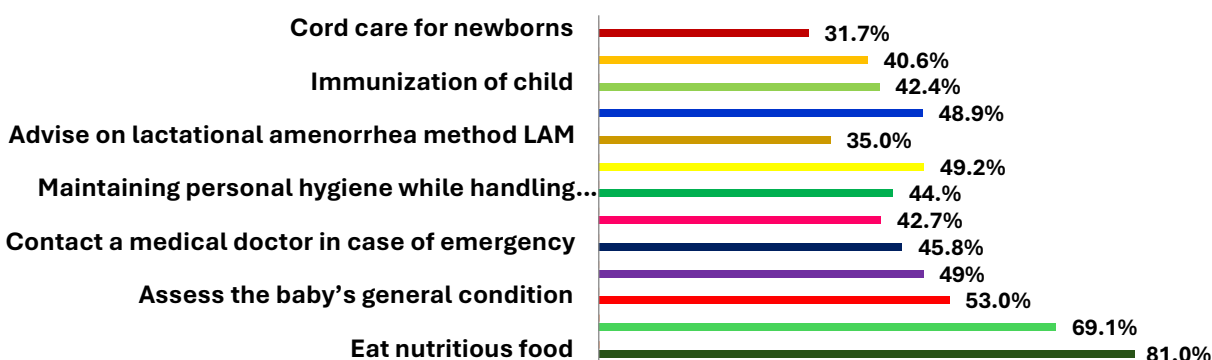 Cord care for newborns 31.7%
40.6%
Immunization of child 42.4%
48.9%
Advise on lactational amenorrhea method LAM 35.0%
49.2%
Maintaining personal hygiene while handling... 44.%
42.7%
Contact a medical doctor in case of emergency 45.8%
49%
Assess the baby’s general condition 53.0%
69.1%
Eat nutritious food 81.0%